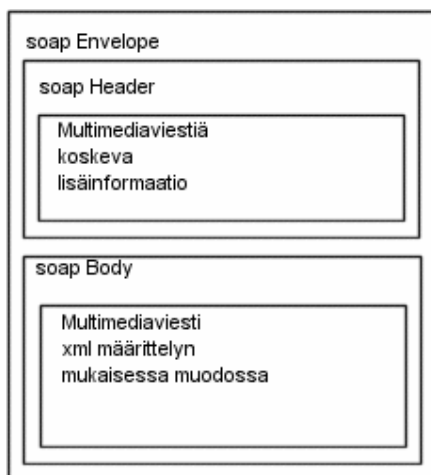 soap Envelope
soap Header
Multimediaviestiä
koskeva
lisäinformaatio
soap Body
Multimediaviesti
xml määrittelyn
mukaisessa muodossa